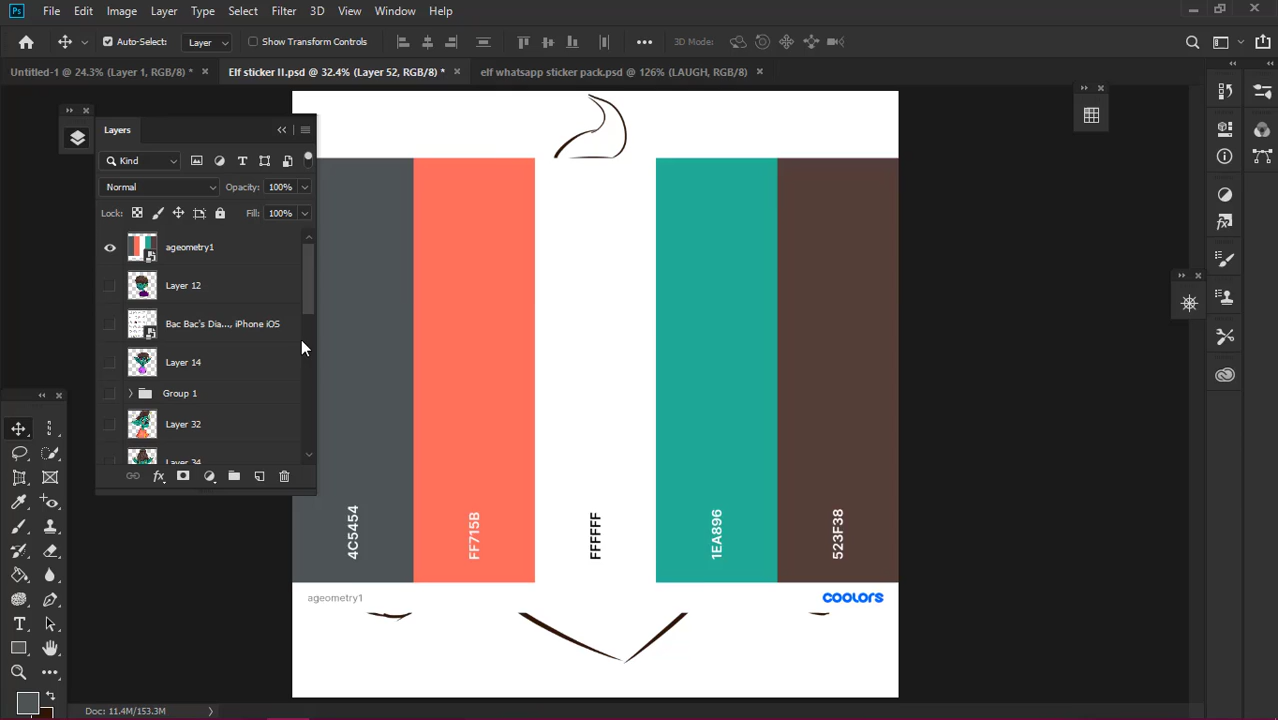 Ps File Edit Image Layer Type Select Filter 3D View Window Help
Auto-Select: Layer Show Transform Controls 3D Mode:
Untitled-1 @ 24.3% (Layer 1, RGB/8) * Elf sticker II.psd @ 32.4% (Layer 52, RGB/8) * elf whatsapp sticker pack.psd @ 126% (LAUGH, RGB/8)
Layers
Kind
Normal Opacity: 100%
Lock: Fill: 100%
ageometry1
Layer 12
Bac Bac's Dia..., iPhone iOS
Layer 14
Group 1
Layer 32
Layer 34
4C5454
FF715B
FFFFFF
1EA896
523F38
ageometry1
coolors
Doc: 11.4M/153.3M